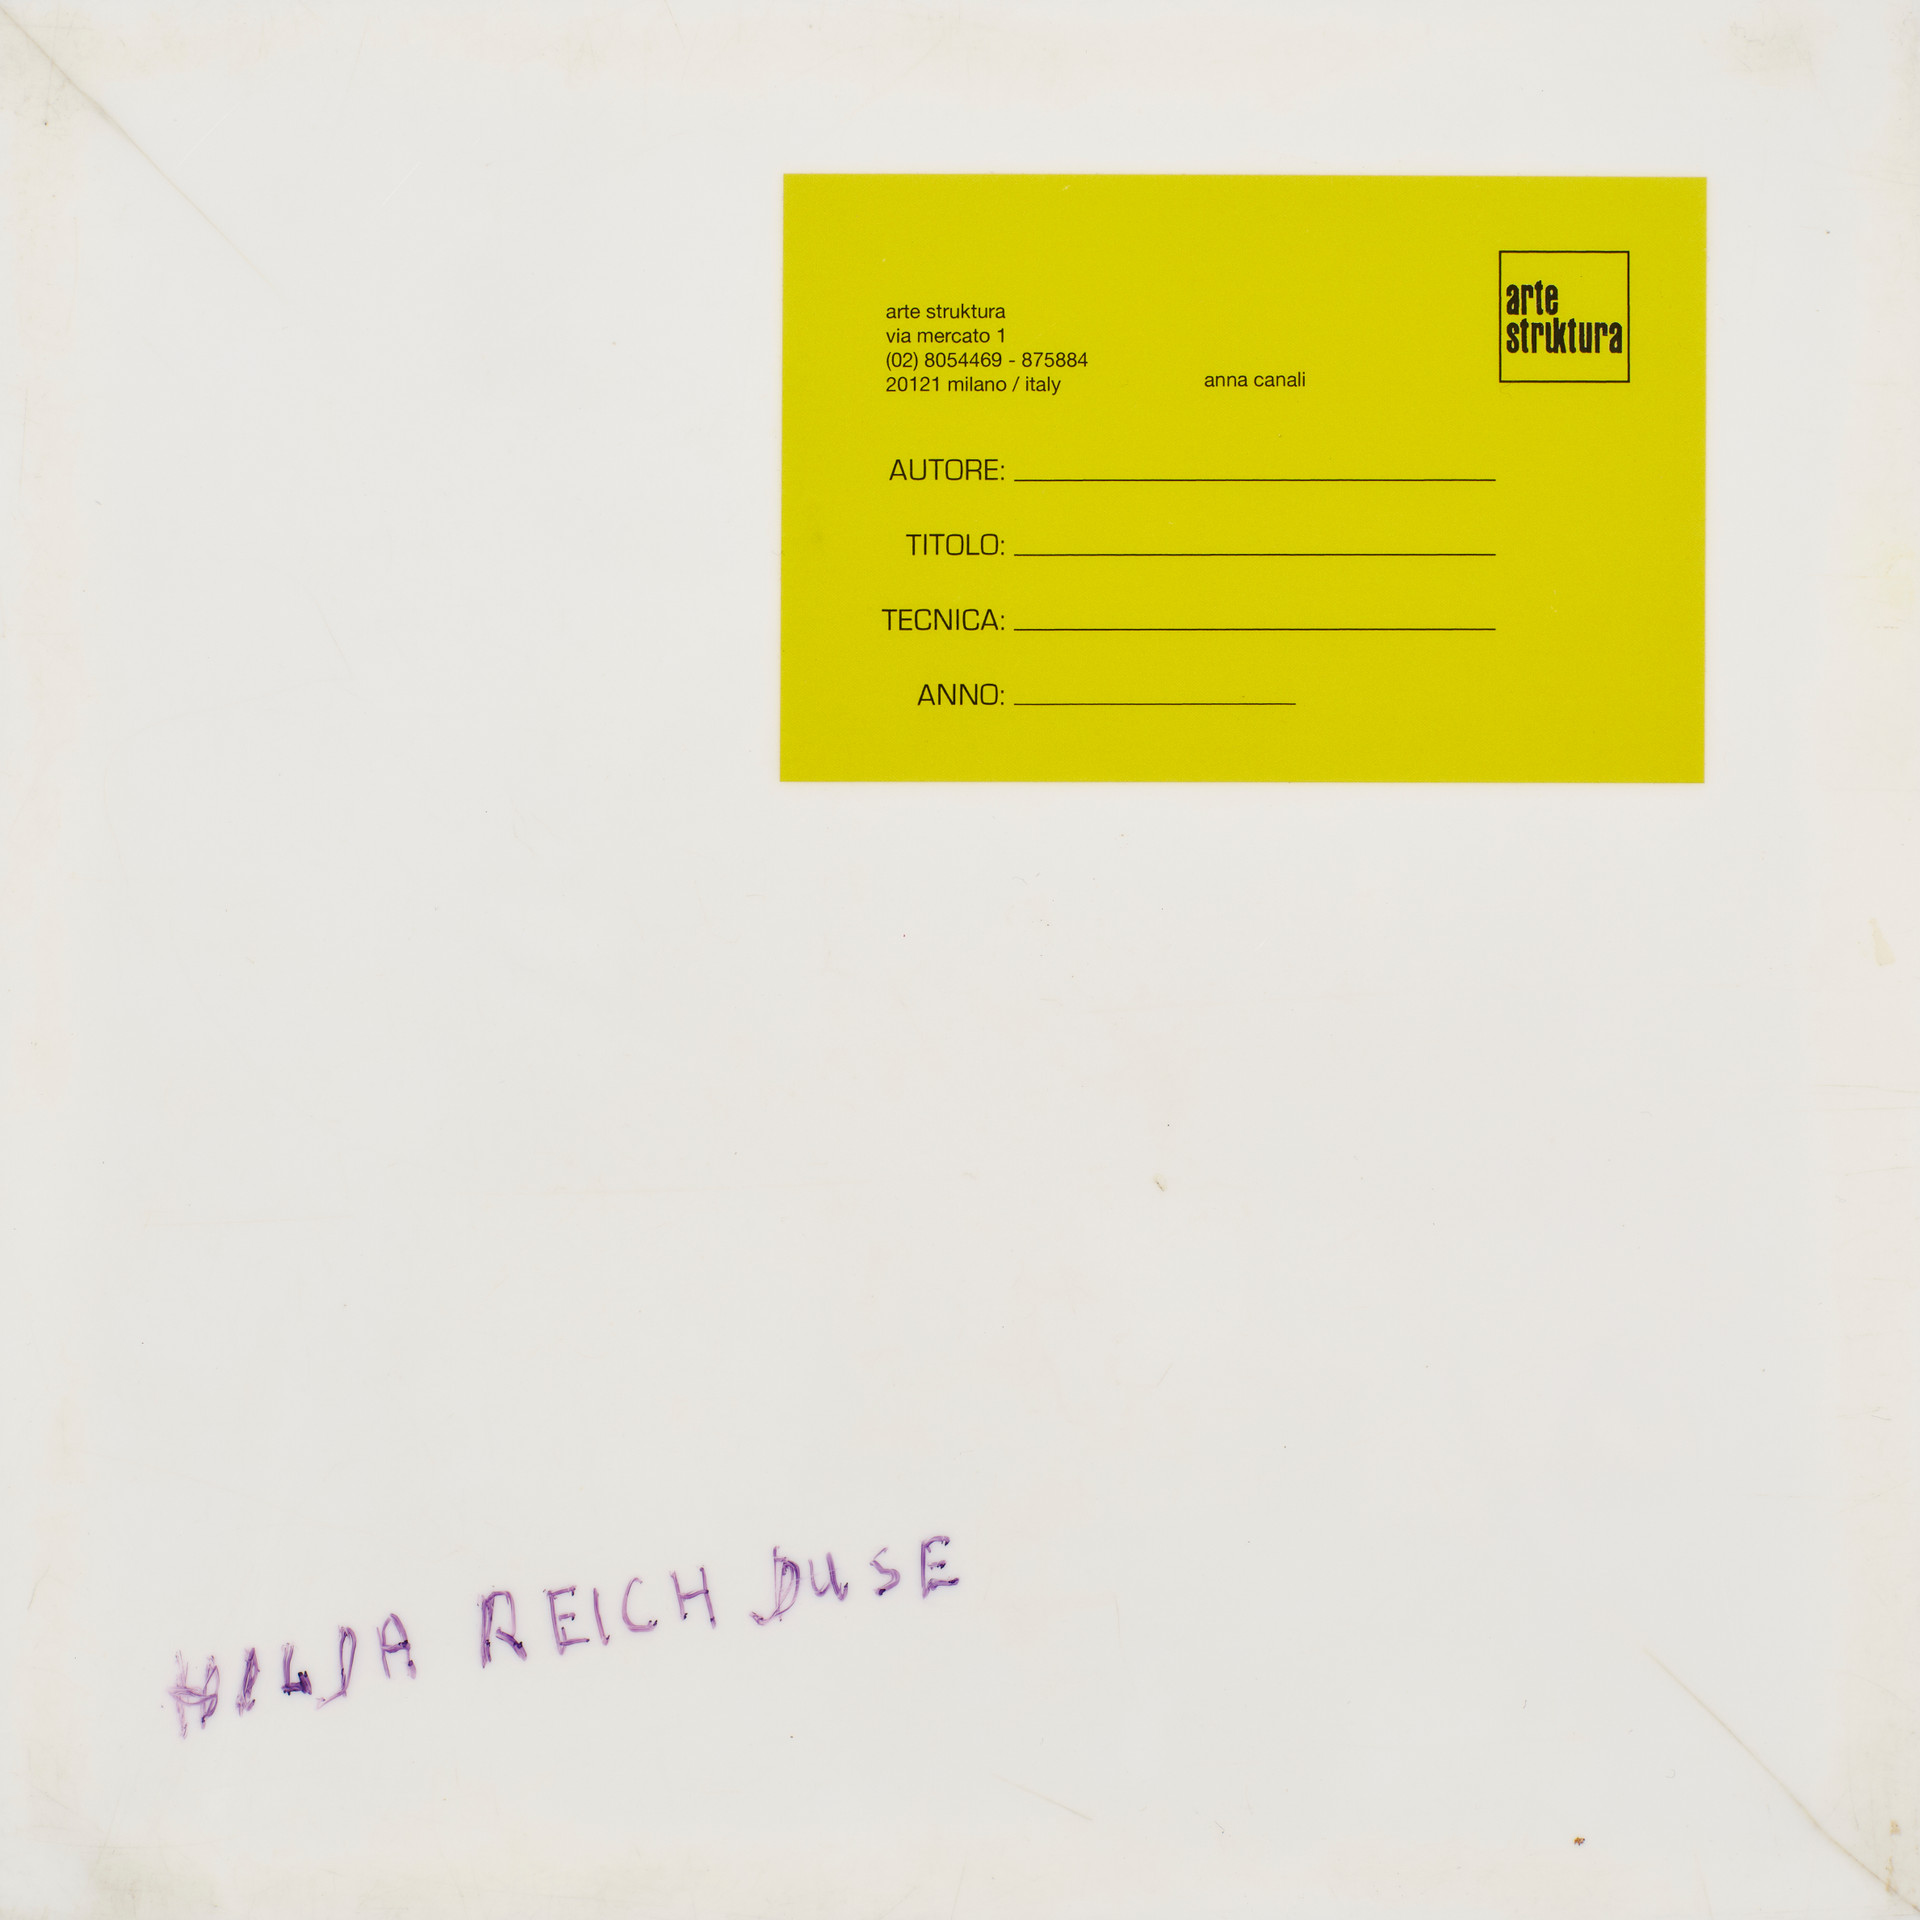 arte struktura
via mercato 1
(02) 8054469 - 875884
20121 milano / italy
anna canali
arte
struktura
AUTORE:
TITOLO:
TECNICA:
ANNO:
HILDA REICH DUSE